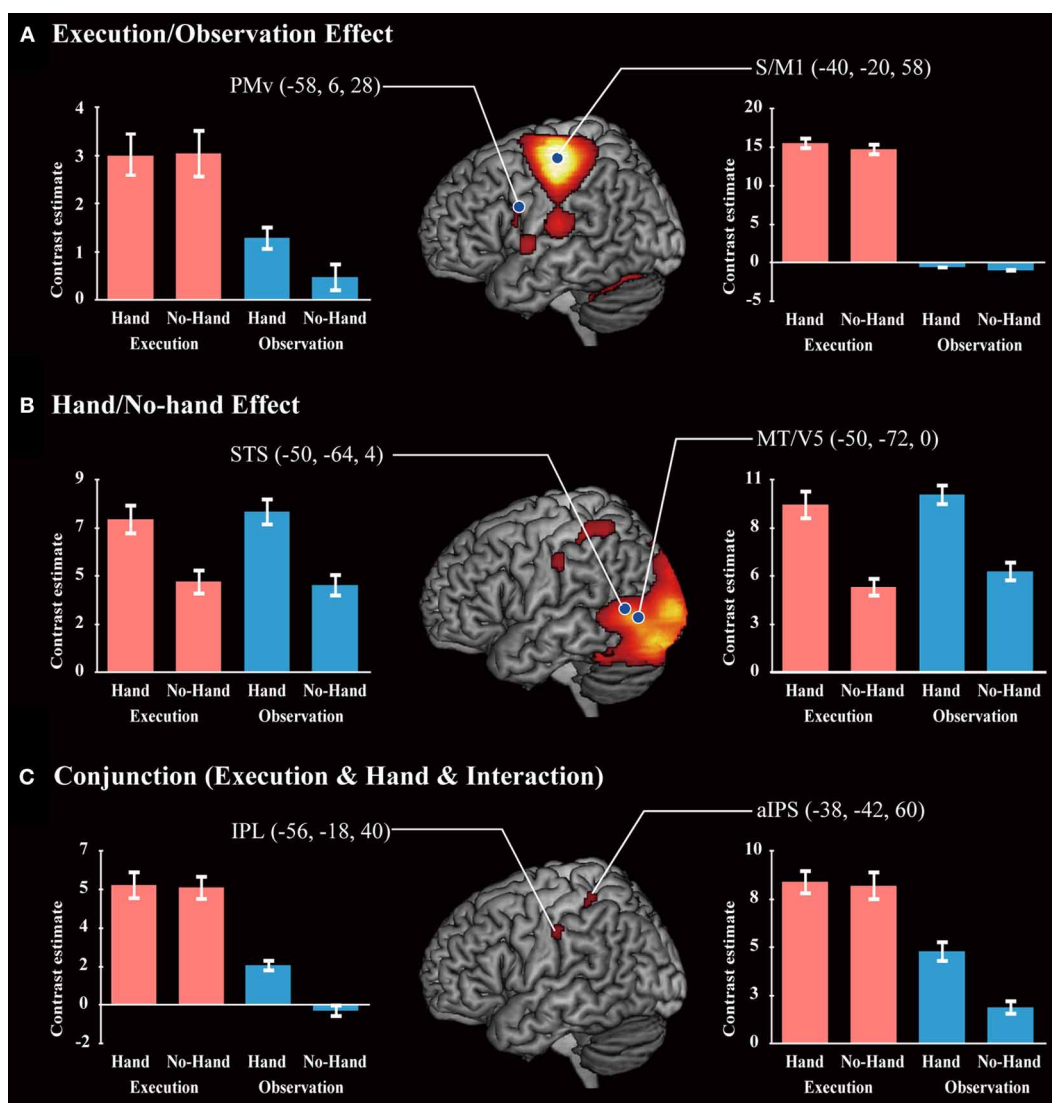 A Execution/Observation Effect
PMv (-58, 6, 28)
S/M1 (-40, -20, 58)
Contrast estimate
4
3
2
1
0
Hand No-Hand Hand No-Hand
Execution Observation
Contrast estimate
20
15
10
5
0
-5
Hand No-Hand Hand No-Hand
Execution Observation
B Hand/No-hand Effect
STS (-50, -64, 4)
MT/V5 (-50, -72, 0)
Contrast estimate
9
7
5
2
0
Hand No-Hand Hand No-Hand
Execution Observation
Contrast estimate
11
8
6
3
0
Hand No-Hand Hand No-Hand
Execution Observation
C Conjunction (Execution & Hand & Interaction)
IPL (-56, -18, 40)
aIPS (-38, -42, 60)
Contrast estimate
7
5
4
2
0
-2
Hand No-Hand Hand No-Hand
Execution Observation
Contrast estimate
10
8
5
3
0
Hand No-Hand Hand No-Hand
Execution Observation